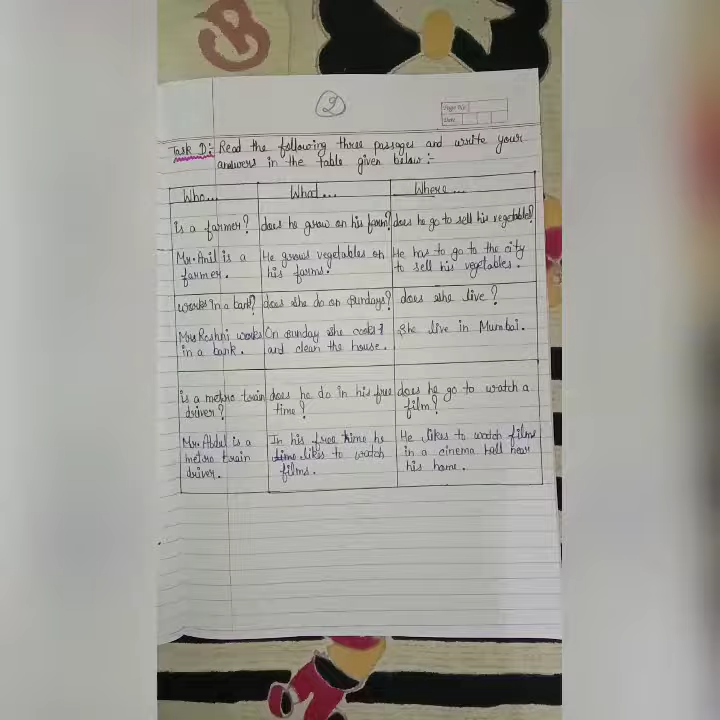 2
Page No.
Date
Task D:- Read the following three passages and write your
answers in the table given below :-
Who... What... Where...
is a farmer? does he grow on his farm? does he go to sell his vegetable?
Mr. Anil is a He grows vegetables on He has to go to the city
farmer. his farms. to sell his vegetables.
works in a bank? does she do on sundays? does she live?
Mrs Rashni works On sunday she cooks
in a bank. and clean the house. She live in Mumbai.
is a metro train does he do in his free does he go to watch a
driver? time? film?
Mr. Abdul is a In his free time he He likes to watch films
metro train time likes to watch in a cinema hall near
driver. films. his home.